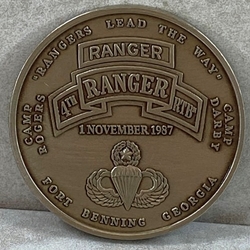 "RANGERS LEAD THE WAY"
RANGER
4TH RANGER RTB
1 NOVEMBER 1987
CAMP ROGERS
CAMP DARBY
FORT BENNING GEORGIA